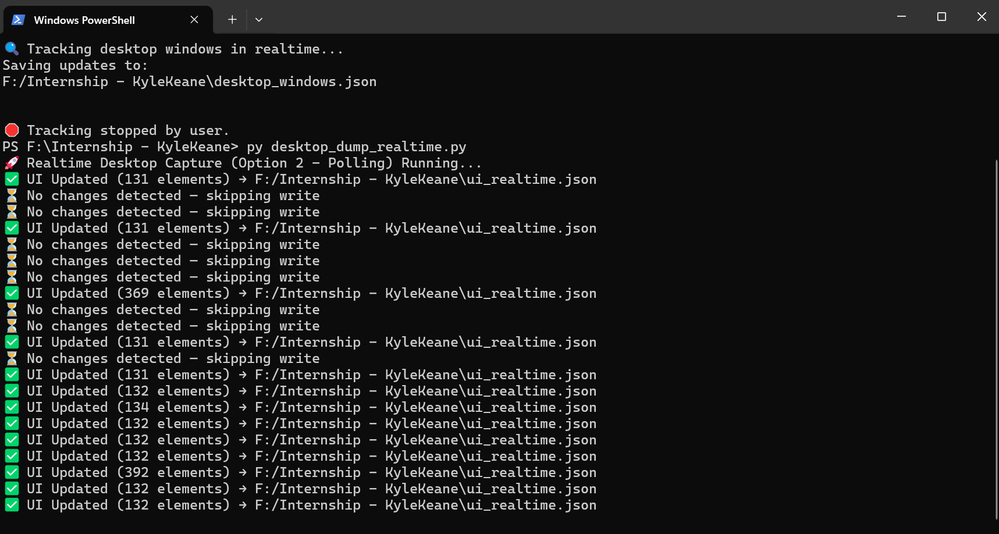 Windows PowerShell
🔍 Tracking desktop windows in realtime...
Saving updates to:
F:/Internship - KyleKeane\desktop_windows.json
🛑 Tracking stopped by user.
PS F:\Internship - KyleKeane> py desktop_dump_realtime.py
🚀 Realtime Desktop Capture (Option 2 - Polling) Running...
✅ UI Updated (131 elements) → F:/Internship - KyleKeane\ui_realtime.json
⏳ No changes detected — skipping write
⏳ No changes detected — skipping write
✅ UI Updated (131 elements) → F:/Internship - KyleKeane\ui_realtime.json
⏳ No changes detected — skipping write
⏳ No changes detected — skipping write
⏳ No changes detected — skipping write
✅ UI Updated (369 elements) → F:/Internship - KyleKeane\ui_realtime.json
⏳ No changes detected — skipping write
⏳ No changes detected — skipping write
✅ UI Updated (131 elements) → F:/Internship - KyleKeane\ui_realtime.json
⏳ No changes detected — skipping write
✅ UI Updated (131 elements) → F:/Internship - KyleKeane\ui_realtime.json
✅ UI Updated (132 elements) → F:/Internship - KyleKeane\ui_realtime.json
✅ UI Updated (134 elements) → F:/Internship - KyleKeane\ui_realtime.json
✅ UI Updated (132 elements) → F:/Internship - KyleKeane\ui_realtime.json
✅ UI Updated (132 elements) → F:/Internship - KyleKeane\ui_realtime.json
✅ UI Updated (132 elements) → F:/Internship - KyleKeane\ui_realtime.json
✅ UI Updated (392 elements) → F:/Internship - KyleKeane\ui_realtime.json
✅ UI Updated (132 elements) → F:/Internship - KyleKeane\ui_realtime.json
✅ UI Updated (132 elements) → F:/Internship - KyleKeane\ui_realtime.json